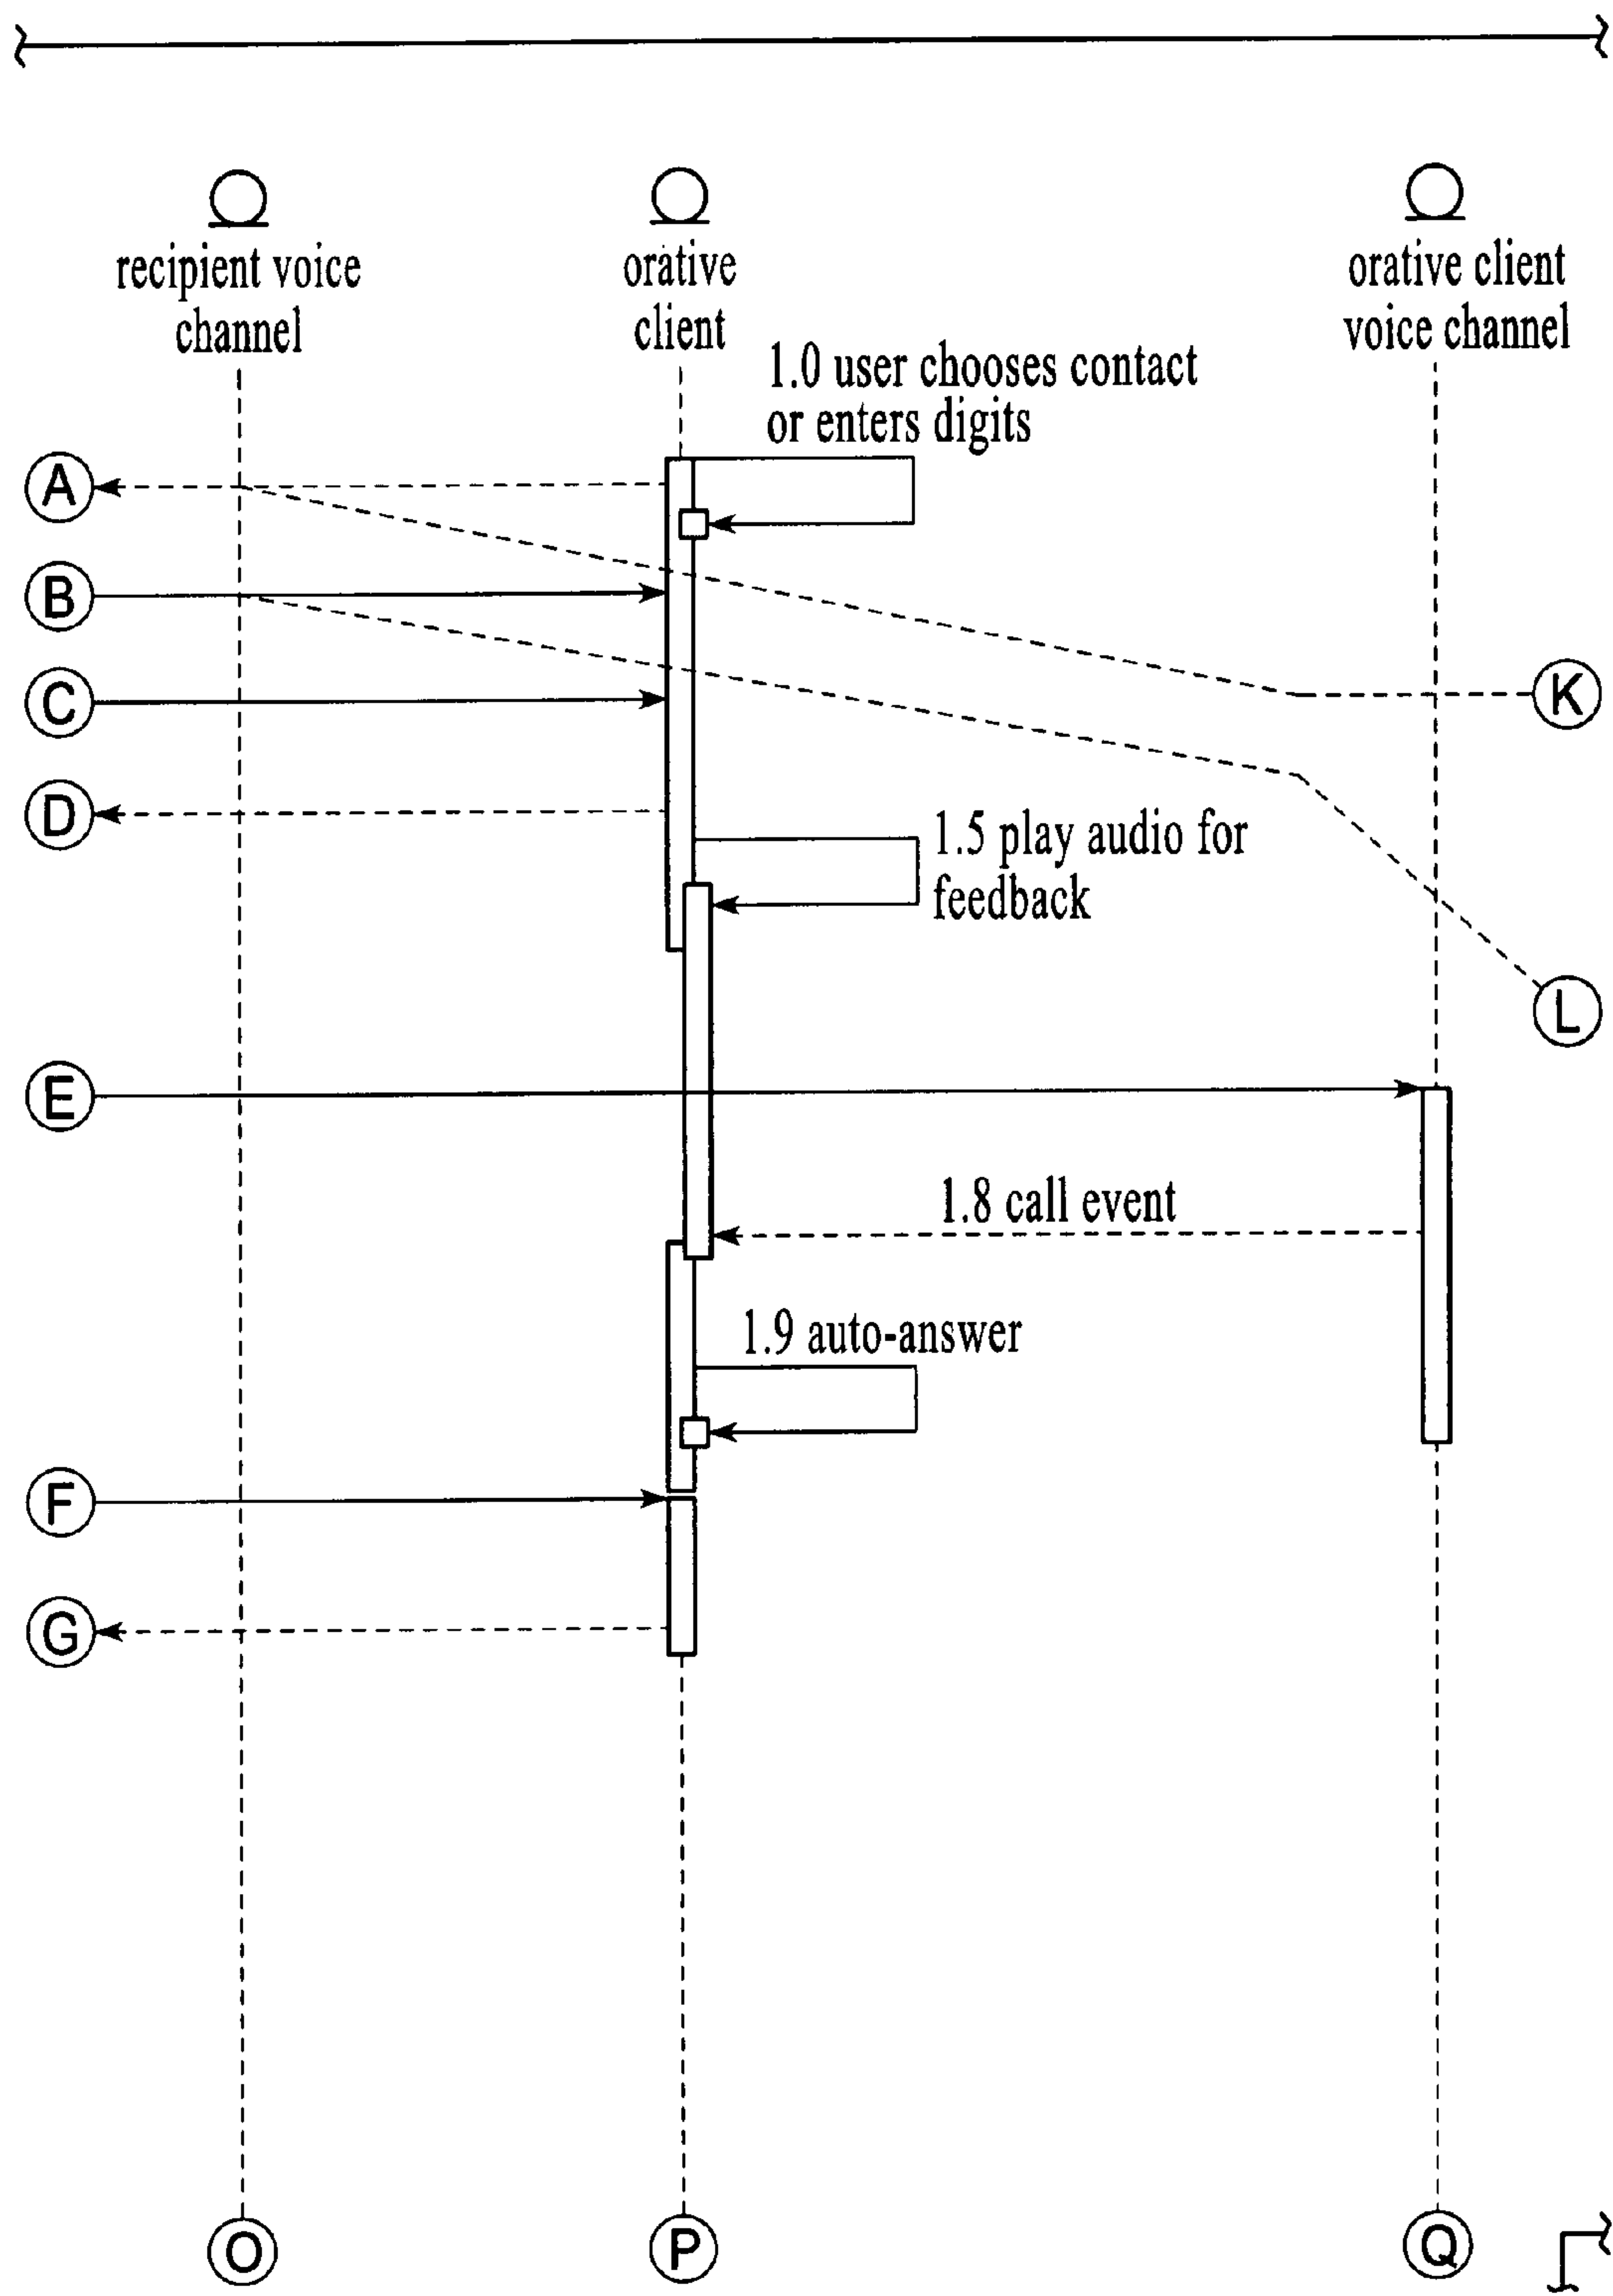 recipient voice
channel
orative
client
orative client
voice channel
1.0 user chooses contact
or enters digits
A
B
C
K
D
1.5 play audio for
feedback
L
E
1.8 call event
1.9 auto-answer
F
G
O
P
Q